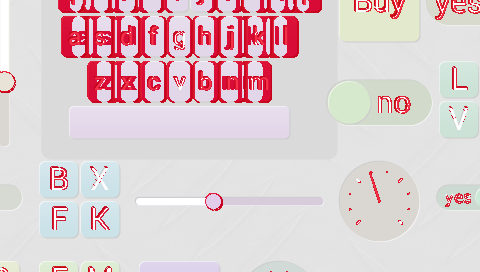 Buy
yes
a s d f g h j k l
z x c v b n m
no
L
V
B X
F K
yes